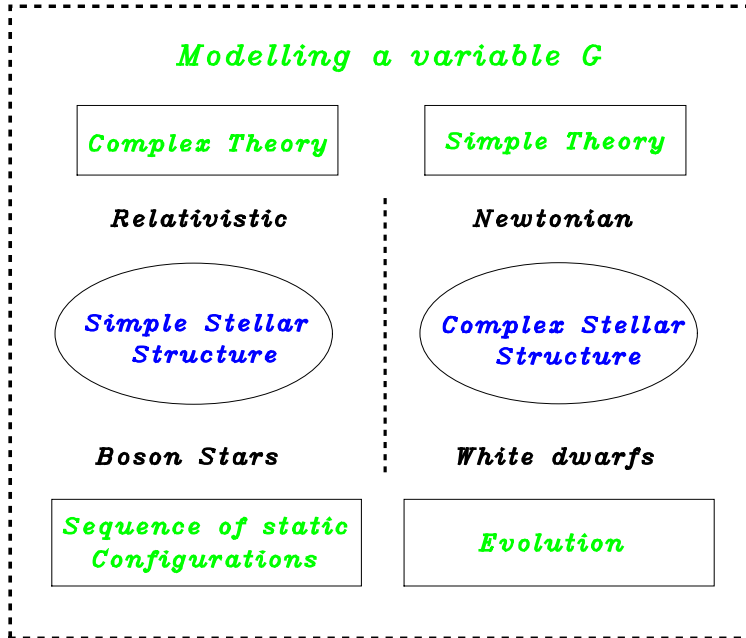 Modelling a variable G
Complex Theory
Simple Theory
Relativistic
Newtonian
Simple Stellar
Structure
Complex Stellar
Structure
Boson Stars
White dwarfs
Sequence of static
Configurations
Evolution